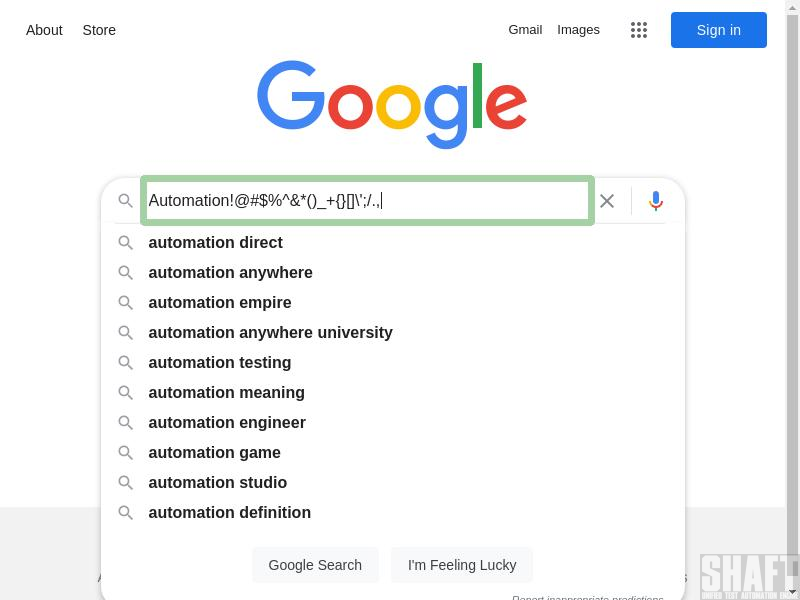 About Store Gmail Images Sign in
Google
Automation!@#$%^&*()_+{}[]\';/.,
automation direct
automation anywhere
automation empire
automation anywhere university
automation testing
automation meaning
automation engineer
automation game
automation studio
automation definition
Google Search I'm Feeling Lucky
Report inappropriate predictions
SHAFT